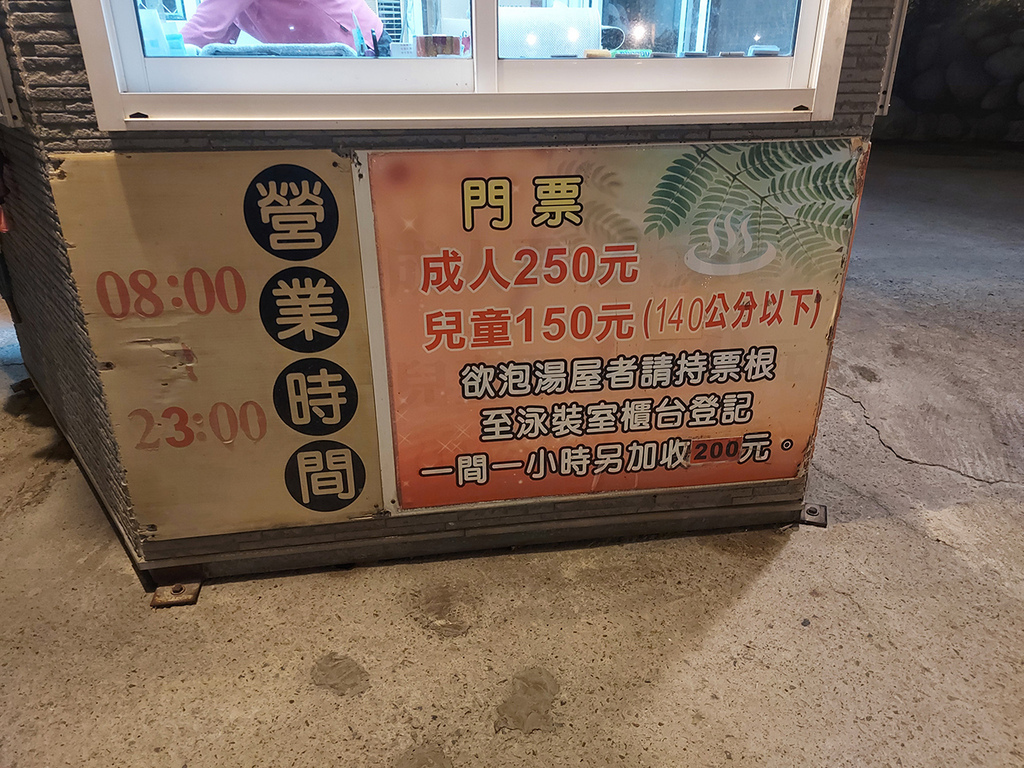 營業時間
08:00
23:00
門票
成人250元
兒童150元(140公分以下)
欲泡湯屋者請持票根
至泳裝室櫃台登記
一間一小時另加收200元。